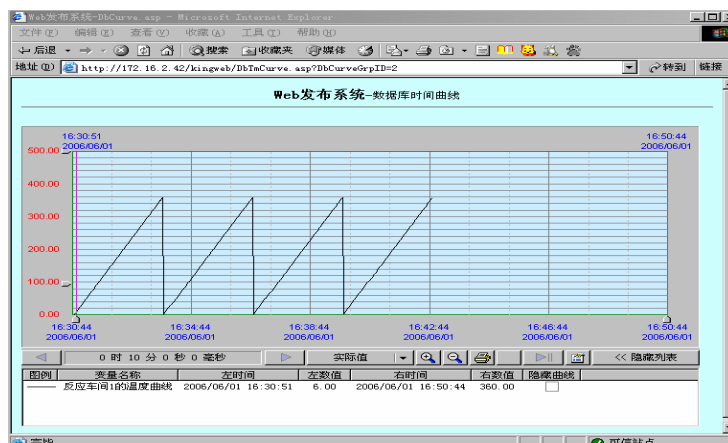 Web发布系统-DbCurve.asp - Microsoft Internet Explorer
文件(F) 编辑(E) 查看(V) 收藏(A) 工具(T) 帮助(H)
后退 搜索 收藏夹 媒体
地址(D) http://172.16.2.42/kingweb/DbTmCurve.asp?DbCurveGrpID=2 转到 链接
Web发布系统-数据库时间曲线
16:30:51 16:50:44
2006/06/01 2006/06/01
500.00
400.00
300.00
200.00
100.00
0.00
16:30:44 16:34:44 16:38:44 16:42:44 16:46:44 16:50:44
2006/06/01 2006/06/01 2006/06/01 2006/06/01 2006/06/01 2006/06/01
0 时 10 分 0 秒 0 毫秒 实际值 << 隐藏列表
图例 变量名称 左时间 左数值 右时间 右数值 隐藏曲线
反应车间1的温度曲线 2006/06/01 16:30:51 6.00 2006/06/01 16:50:44 360.00
完毕 可信站点